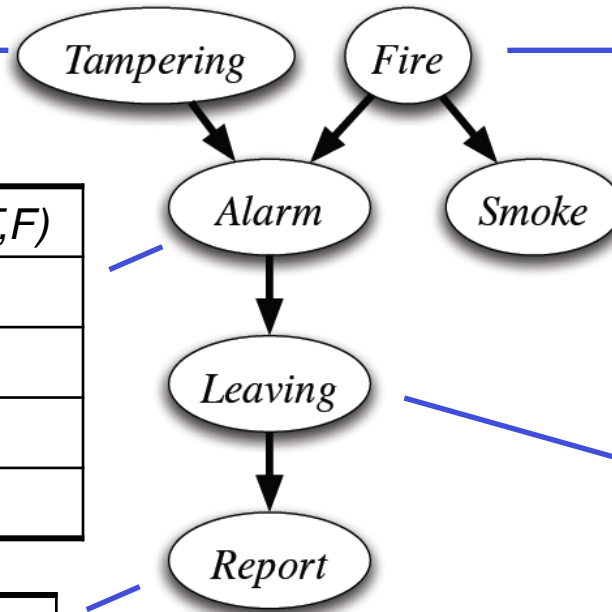 Tampering
Fire
,F)
Alarm
Smoke
Leaving
Report